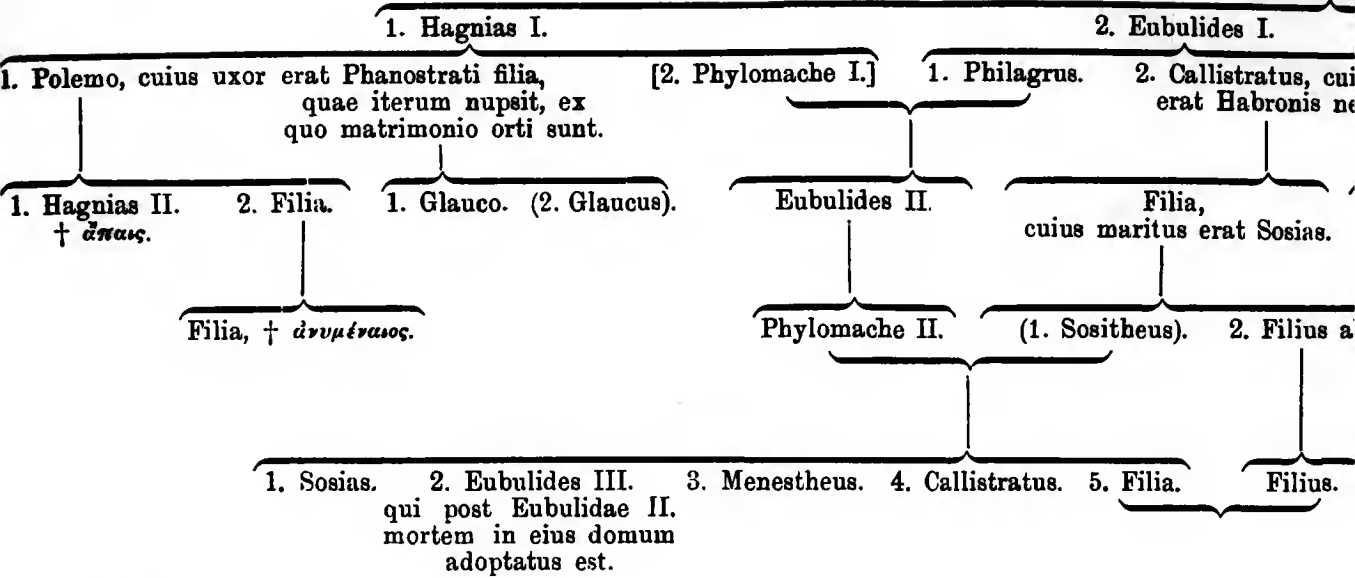 1. Hagnias I. 2. Eubulides I.
1. Polemo, cuius uxor erat Phanostrati filia, [2. Phylomache I.] 1. Philagrus. 2. Callistratus, cui
quae iterum nupsit, ex erat Habronis ne
quo matrimonio orti sunt.
1. Hagnias II. 2. Filia. 1. Glauco. (2. Glaucus). Eubulides II. Filia,
† ἄπαις. cuius maritus erat Sosias.
Filia, † ἀνυμέναιος. Phylomache II. (1. Sositheus). 2. Filius a
1. Sosias. 2. Eubulides III. 3. Menestheus. 4. Callistratus. 5. Filia. Filius.
qui post Eubulidae II.
mortem in eius domum
adoptatus est.